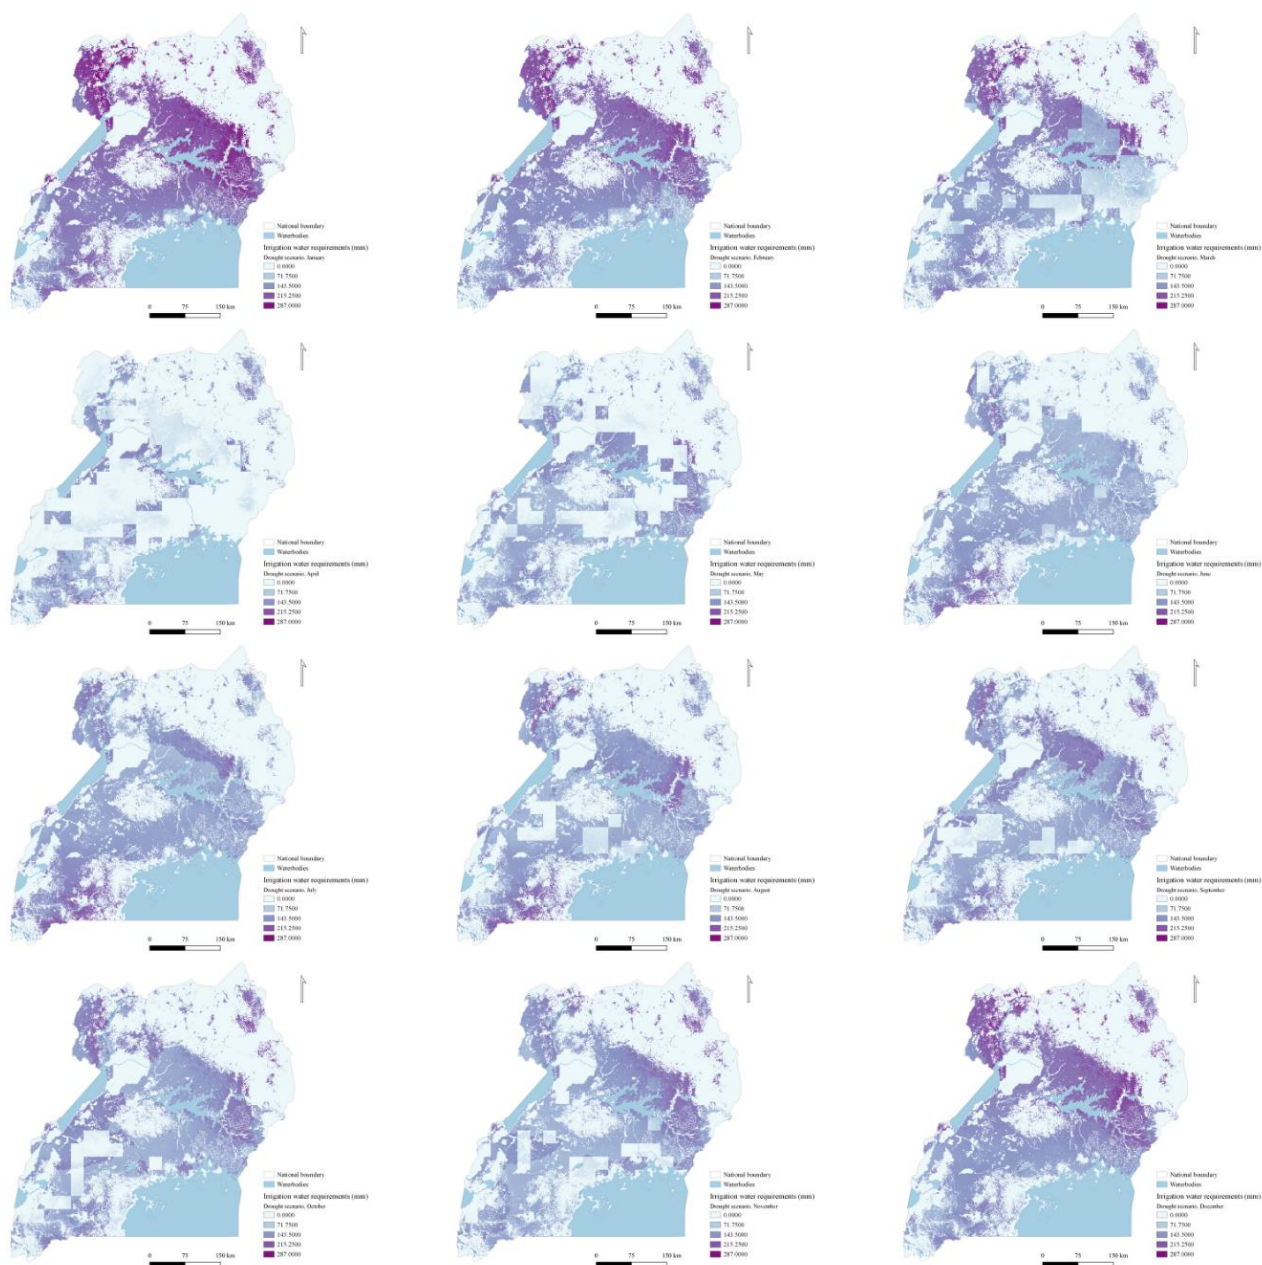 National boundary
Waterbodies
Irrigation water requirements (mm)
Drought scenario, January
0.0000
71.7500
143.5000
215.2500
287.0000
0 75 150 km
National boundary
Waterbodies
Irrigation water requirements (mm)
Drought scenario, February
0.0000
71.7500
143.5000
215.2500
287.0000
0 75 150 km
National boundary
Waterbodies
Irrigation water requirements (mm)
Drought scenario, March
0.0000
71.7500
143.5000
215.2500
287.0000
0 75 150 km
National boundary
Waterbodies
Irrigation water requirements (mm)
Drought scenario, April
0.0000
71.7500
143.5000
215.2500
287.0000
0 75 150 km
National boundary
Waterbodies
Irrigation water requirements (mm)
Drought scenario, May
0.0000
71.7500
143.5000
215.2500
287.0000
0 75 150 km
National boundary
Waterbodies
Irrigation water requirements (mm)
Drought scenario, June
0.0000
71.7500
143.5000
215.2500
287.0000
0 75 150 km
National boundary
Waterbodies
Irrigation water requirements (mm)
Drought scenario, July
0.0000
71.7500
143.5000
215.2500
287.0000
0 75 150 km
National boundary
Waterbodies
Irrigation water requirements (mm)
Drought scenario, August
0.0000
71.7500
143.5000
215.2500
287.0000
0 75 150 km
National boundary
Waterbodies
Irrigation water requirements (mm)
Drought scenario, September
0.0000
71.7500
143.5000
215.2500
287.0000
0 75 150 km
National boundary
Waterbodies
Irrigation water requirements (mm)
Drought scenario, October
0.0000
71.7500
143.5000
215.2500
287.0000
0 75 150 km
National boundary
Waterbodies
Irrigation water requirements (mm)
Drought scenario, November
0.0000
71.7500
143.5000
215.2500
287.0000
0 75 150 km
National boundary
Waterbodies
Irrigation water requirements (mm)
Drought scenario, December
0.0000
71.7500
143.5000
215.2500
287.0000
0 75 150 km